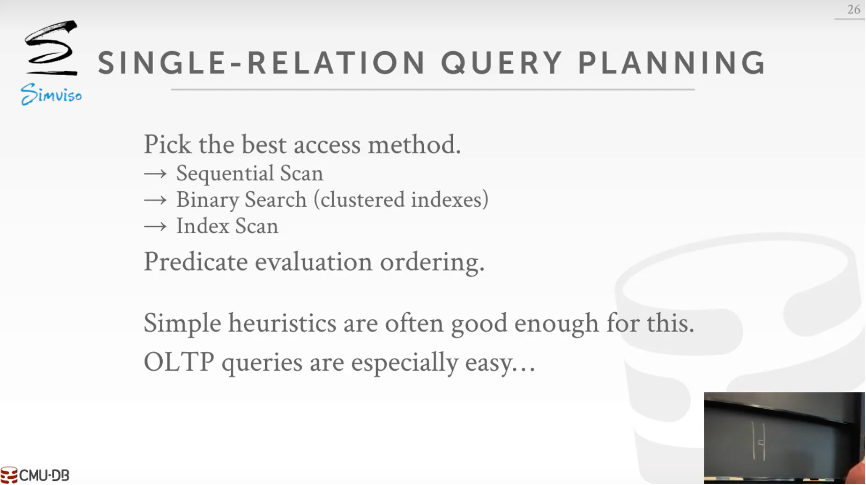 26
Simviso
SINGLE-RELATION QUERY PLANNING
Pick the best access method.
→ Sequential Scan
→ Binary Search (clustered indexes)
→ Index Scan
Predicate evaluation ordering.
Simple heuristics are often good enough for this.
OLTP queries are especially easy…
CMU·DB